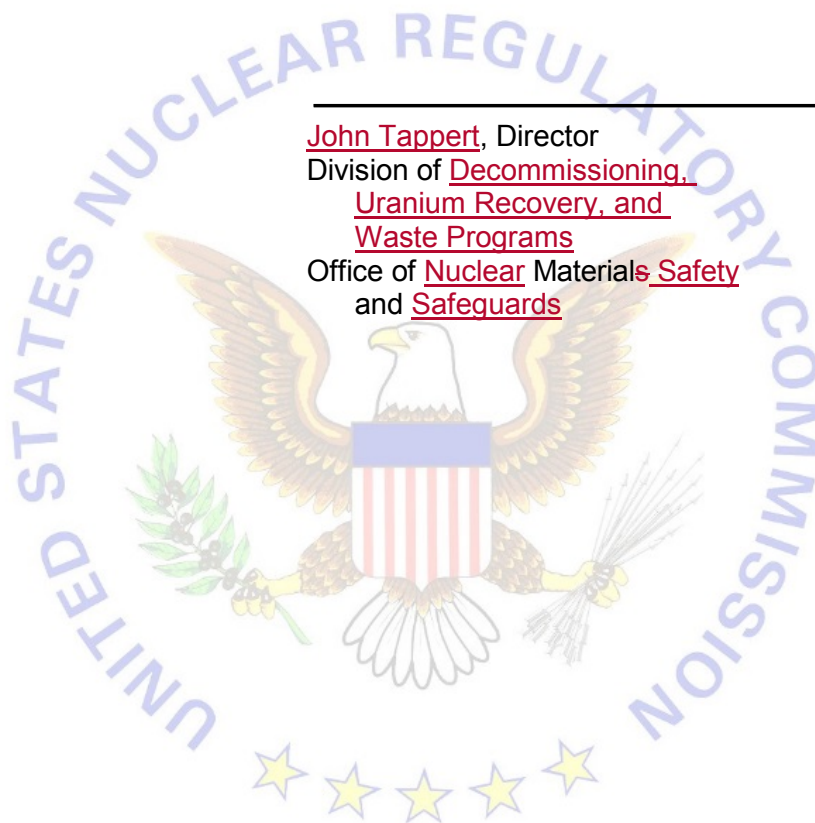 UNITED STATES NUCLEAR REGULATORY COMMISSION
John Tappert, Director
Division of Decommissioning,
Uranium Recovery, and
Waste Programs
Office of Nuclear Materials Safety
and Safeguards